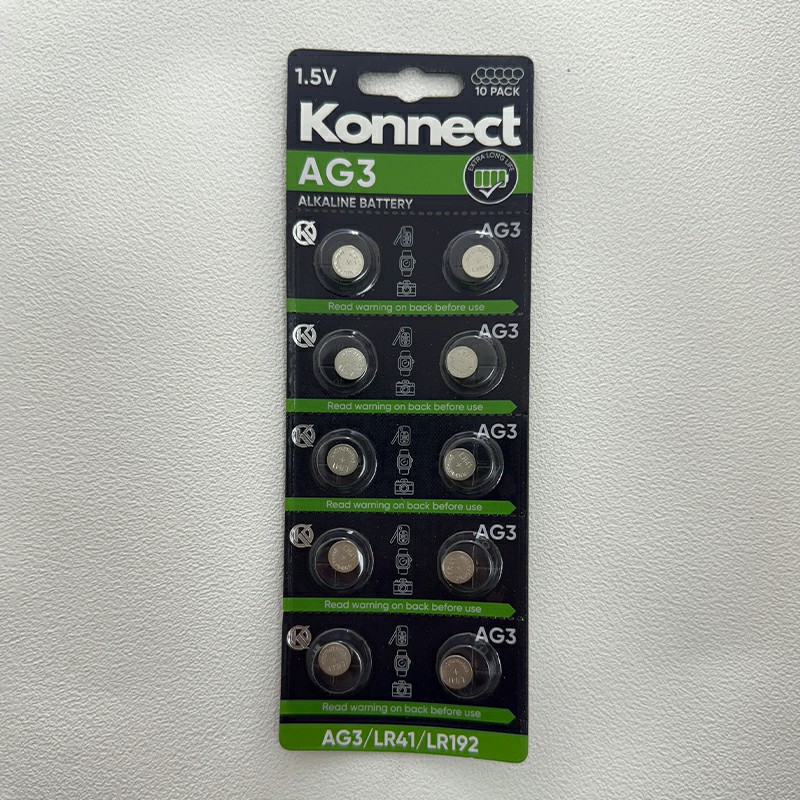 1.5V
10 PACK
Konnect
AG3
EXTRA LONG LIFE
ALKALINE BATTERY
AG3
Read warning on back before use
AG3
Read warning on back before use
AG3
Read warning on back before use
AG3
Read warning on back before use
AG3
Read warning on back before use
AG3/LR41/LR192